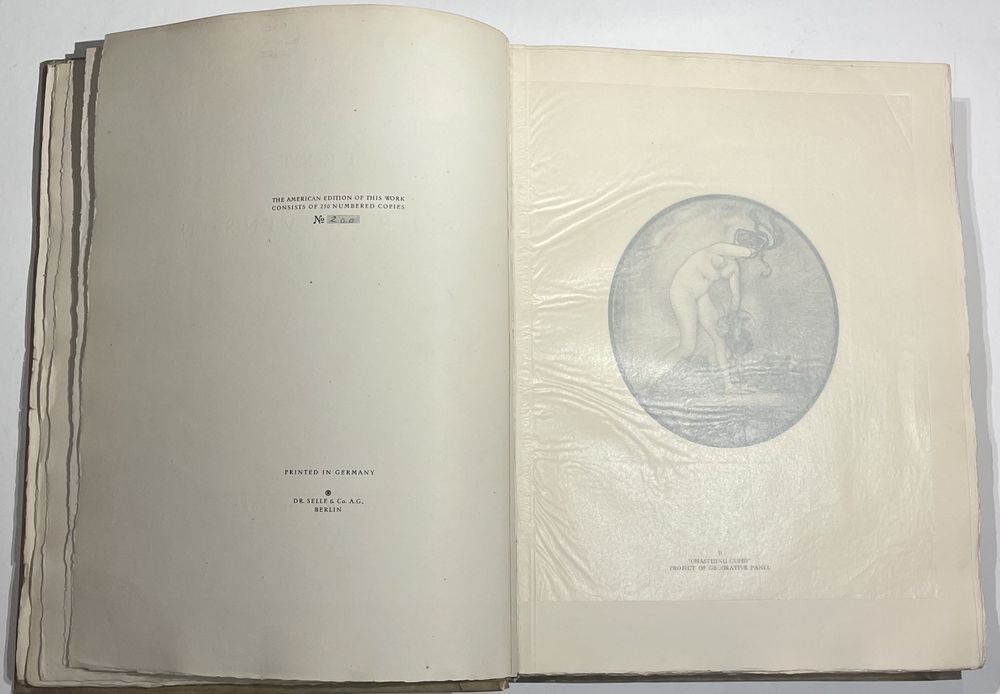 THE AMERICAN EDITION OF THIS WORK
CONSISTS OF 250 NUMBERED COPIES
№ 200
PRINTED IN GERMANY
DR. SELLE & Co. A.G.,
BERLIN
"CHASTISING CUPID"
PROJECT OF DECORATIVE PANEL